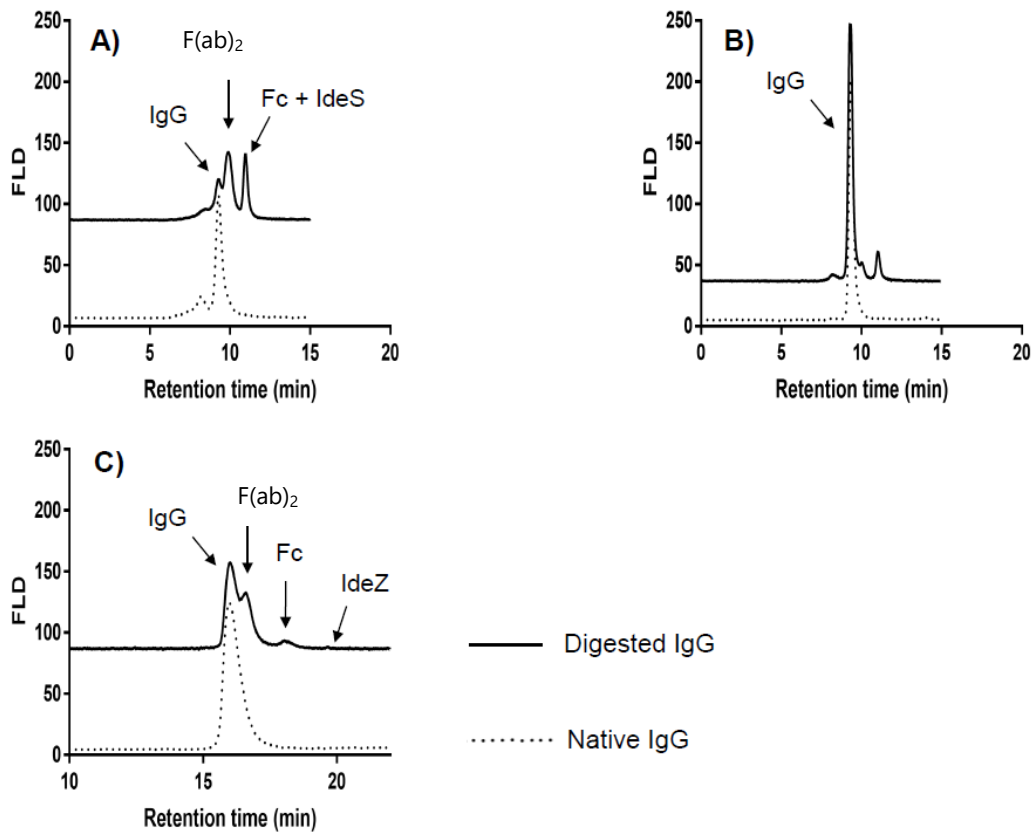 A)
F(ab)₂
IgG
Fc + IdeS
FLD
250
200
150
100
50
0
0 5 10 15 20
Retention time (min)
B)
IgG
FLD
250
200
150
100
50
0
0 5 10 15 20
Retention time (min)
C)
F(ab)₂
IgG
Fc
IdeZ
FLD
250
200
150
100
50
0
10 15 20
Retention time (min)
Digested IgG
Native IgG